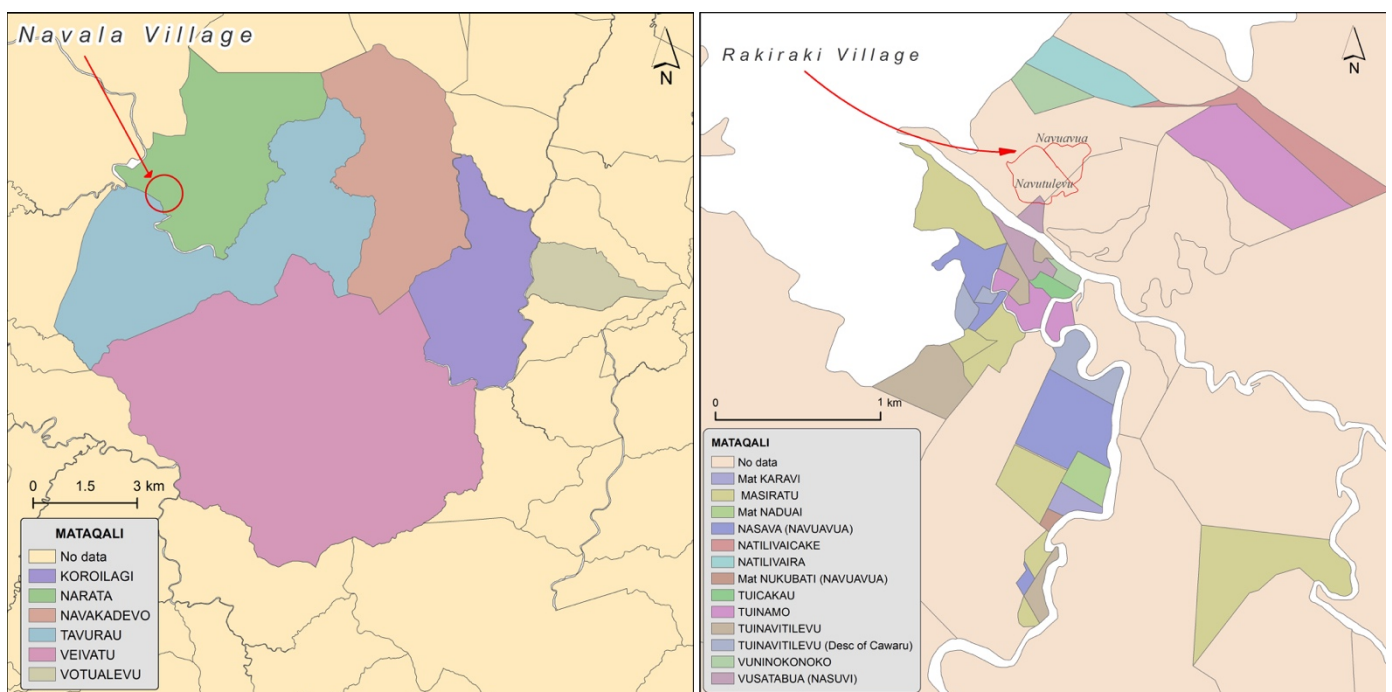 Navala Village
N
0 1.5 3 km
MATAQALI
No data
KOROILAGI
NARATA
NAVAKADEVO
TAVURAU
VEIVATU
VOTUALEVU
Rakiraki Village
N
Navuavua
Navutulevu
0 1 km
MATAQALI
No data
Mat KARAVI
MASIRATU
Mat NADUAI
NASAVA (NAVUAVUA)
NATILIVAICAKE
NATILIVAIRA
Mat NUKUBATI (NAVUAVUA)
TUICAKAU
TUINAMO
TUINAVITILEVU
TUINAVITILEVU (Desc of Cawaru)
VUNINOKONOKO
VUSATABUA (NASUVI)